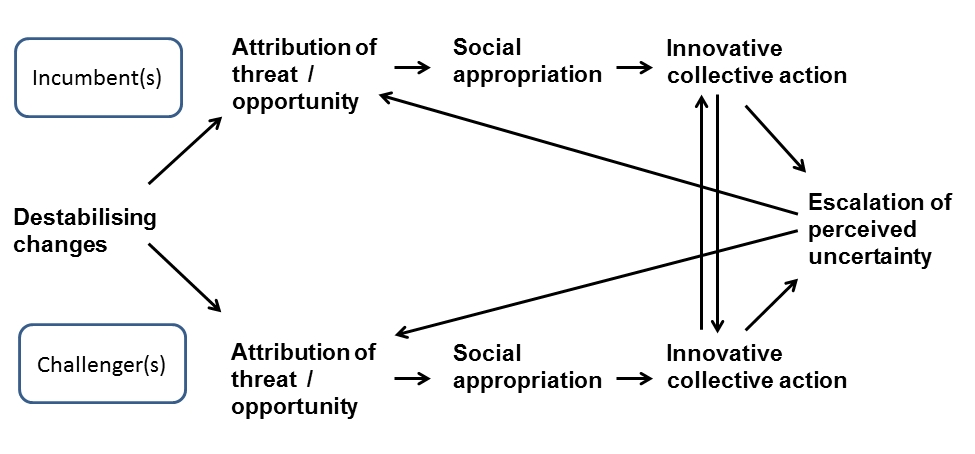 Incumbent(s)
Attribution of
threat /
opportunity
Social
appropriation
Innovative
collective action
Destabilising
changes
Escalation of
perceived
uncertainty
Challenger(s)
Attribution of
threat /
opportunity
Social
appropriation
Innovative
collective action